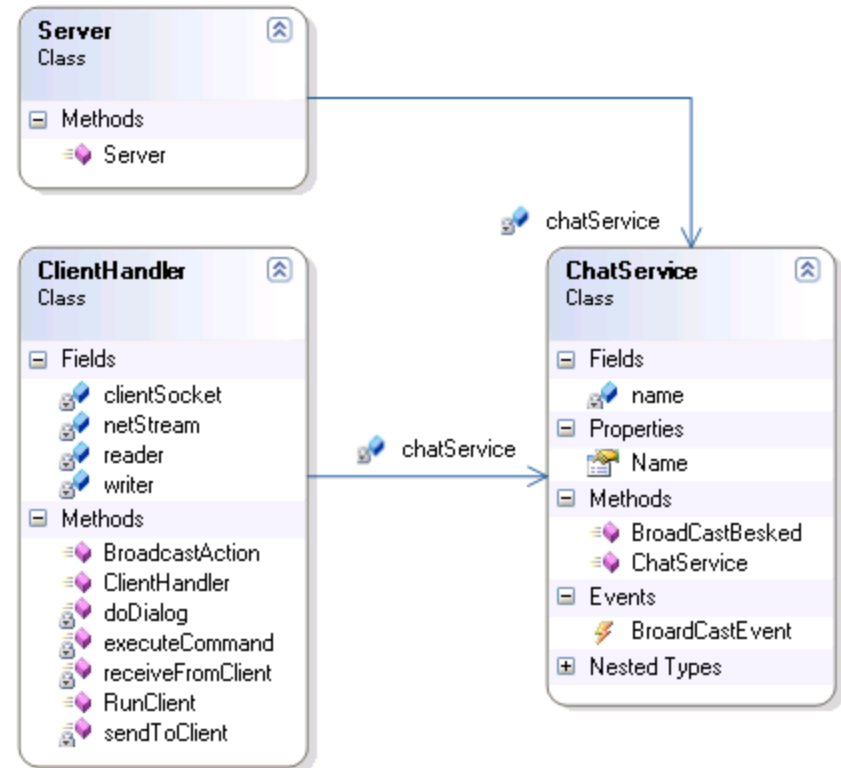 Server
Class
Methods
Server
chatService
ClientHandler
Class
Fields
clientSocket
netStream
reader
writer
Methods
BroadcastAction
ClientHandler
doDialog
executeCommand
receiveFromClient
RunClient
sendToClient
chatService
ChatService
Class
Fields
name
Properties
Name
Methods
BroadCastBesked
ChatService
Events
BroardCastEvent
Nested Types